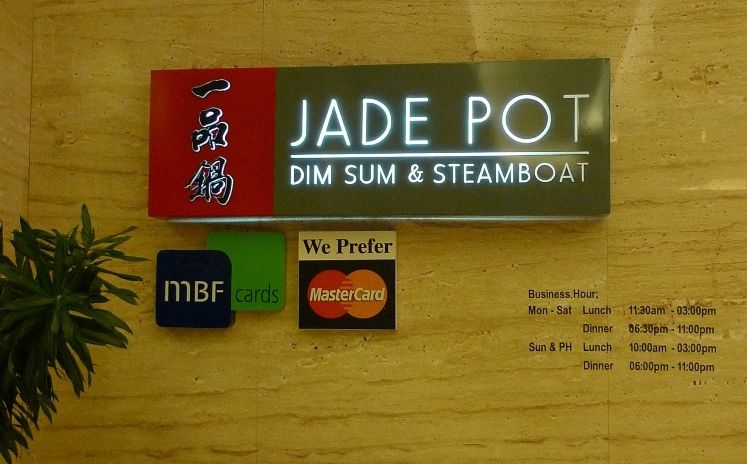 一品鍋
JADE POT
DIM SUM & STEAMBOAT
MBF cards
We Prefer
MasterCard
Business.Hour:
Mon - Sat Lunch 11:30am - 03:00pm
Dinner 06:30pm - 11:00pm
Sun & PH Lunch 10:00am - 03:00pm
Dinner 06:00pm - 11:00pm